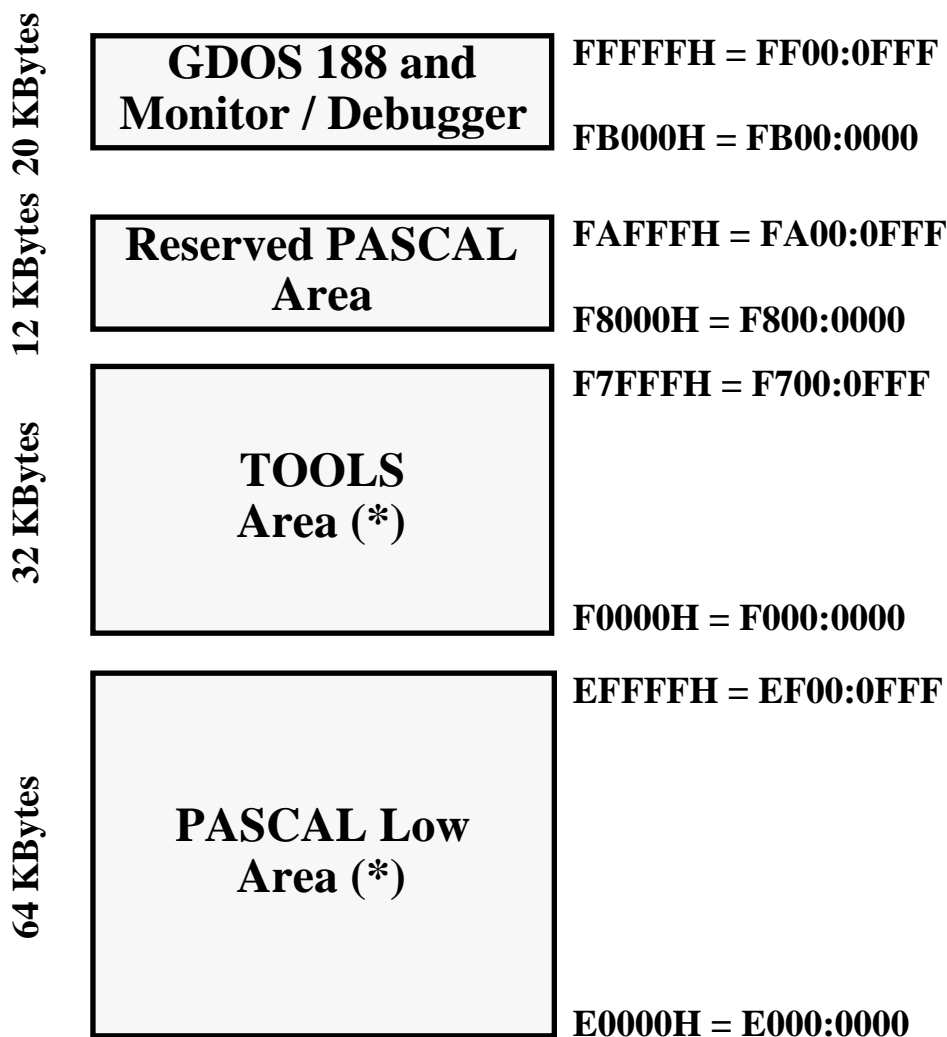 20 KBytes
GDOS 188 and
Monitor / Debugger
FFFFFH = FF00:0FFF
FB000H = FB00:0000
12 KBytes
Reserved PASCAL
Area
FAFFFH = FA00:0FFF
F8000H = F800:0000
32 KBytes
TOOLS
Area (*)
F7FFFH = F700:0FFF
F0000H = F000:0000
64 KBytes
PASCAL Low
Area (*)
EFFFFH = EF00:0FFF
E0000H = E000:0000